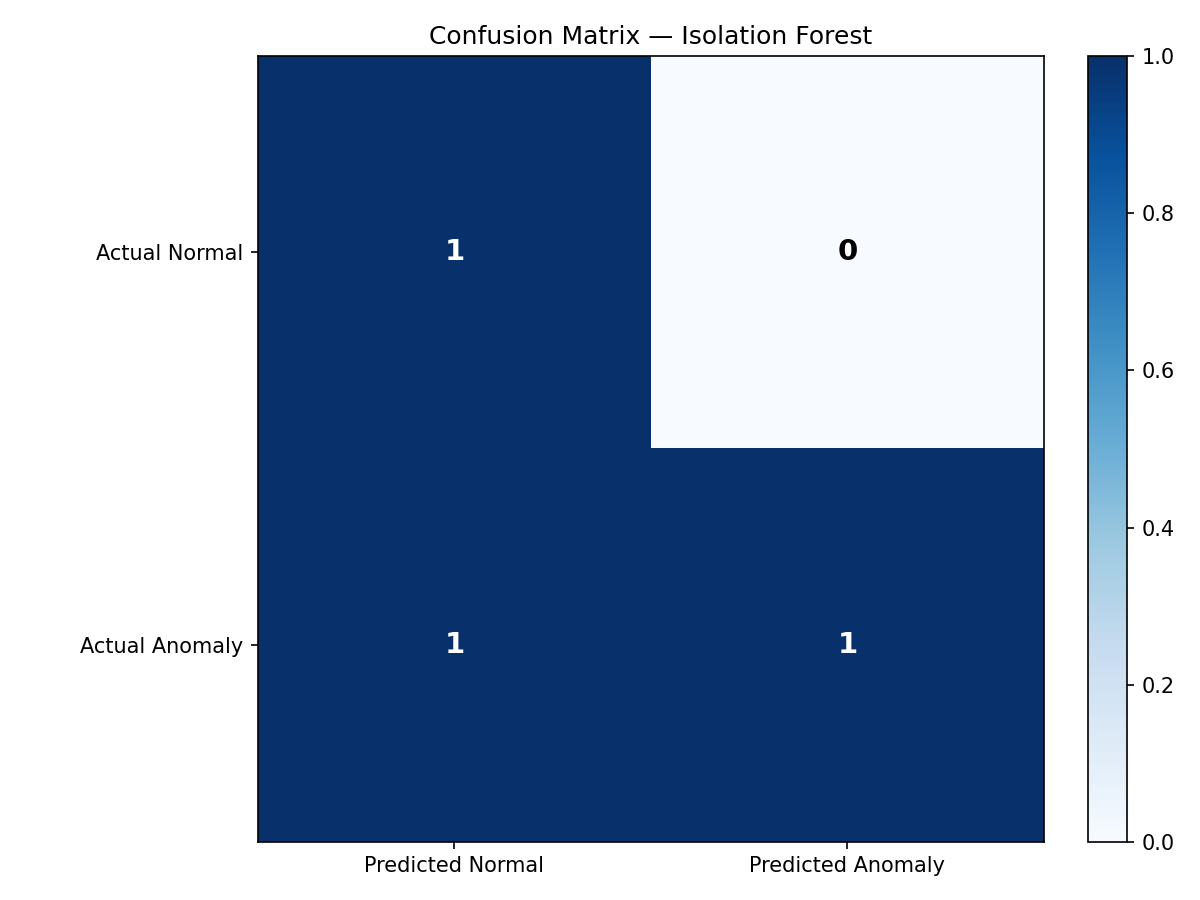 Confusion Matrix — Isolation Forest
1.0
0.8
Actual Normal
1
0
0.6
0.4
Actual Anomaly
1
1
0.2
0.0
Predicted Normal
Predicted Anomaly